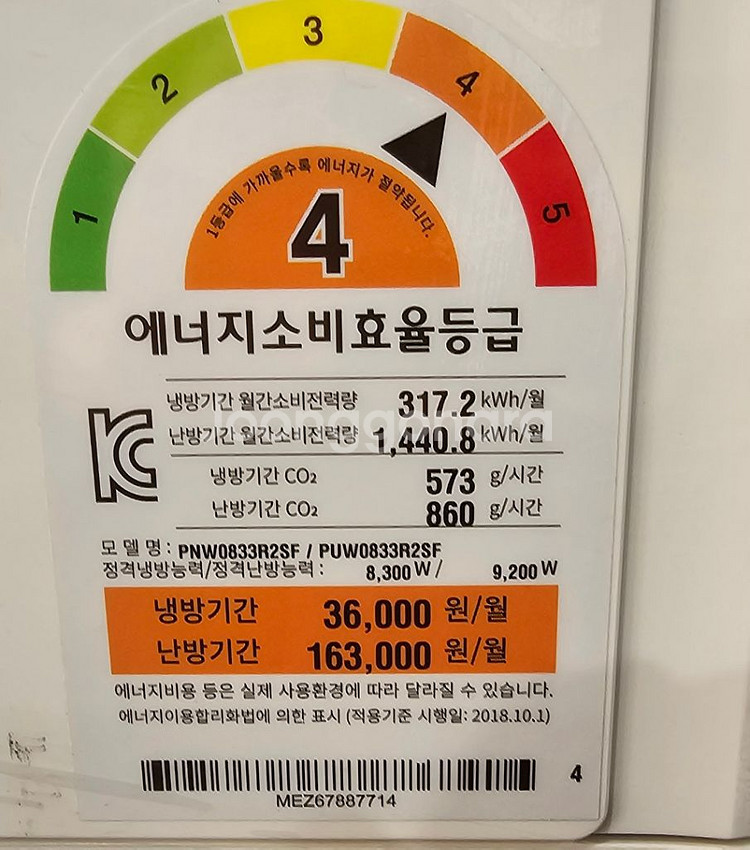 1
2
3
4
5
1등급에 가까울수록 에너지가 절약됩니다.
4
에너지소비효율등급
냉방기간 월간소비전력량 317.2 kWh/월
난방기간 월간소비전력량 1,440.8 kWh/월
냉방기간 CO₂ 573 g/시간
난방기간 CO₂ 860 g/시간
모 델 명 : PNW0833R2SF / PUW0833R2SF
정격냉방능력/정격난방능력 : 8,300 W / 9,200 W
냉방기간 36,000 원/월
난방기간 163,000 원/월
에너지비용 등은 실제 사용환경에 따라 달라질 수 있습니다.
에너지이용합리화법에 의한 표시 (적용기준 시행일: 2018.10.1)
MEZ67887714
4